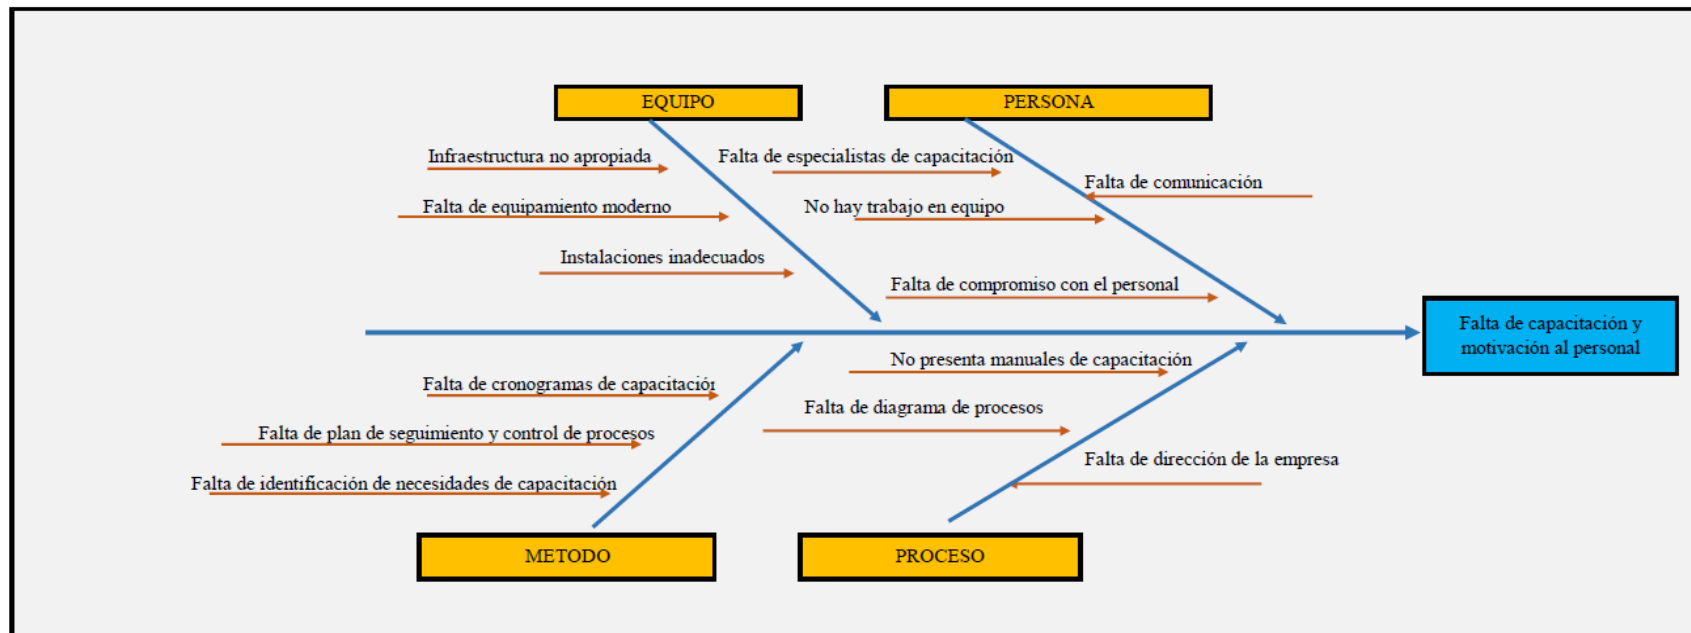 EQUIPO
PERSONA
Infraestructura no apropiada
Falta de equipamiento moderno
Instalaciones inadecuados
Falta de especialistas de capacitación
Falta de comunicación
No hay trabajo en equipo
Falta de compromiso con el personal
Falta de capacitación y
motivación al personal
Falta de cronogramas de capacitación
Falta de plan de seguimiento y control de procesos
Falta de identificación de necesidades de capacitación
No presenta manuales de capacitación
Falta de diagrama de procesos
Falta de dirección de la empresa
METODO
PROCESO